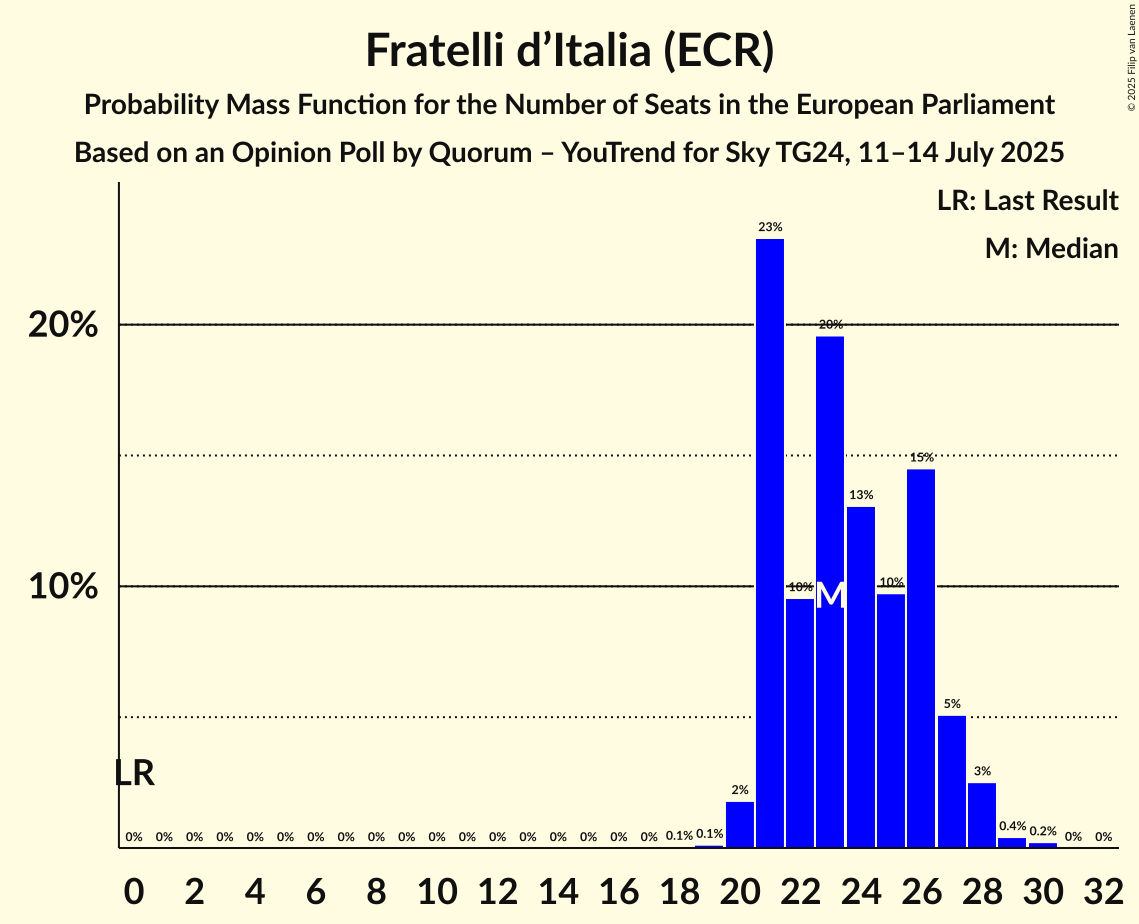 Fratelli d’Italia (ECR)
Probability Mass Function for the Number of Seats in the European Parliament
Based on an Opinion Poll by Quorum – YouTrend for Sky TG24, 11–14 July 2025
© 2025 Filip van Laenen
LR: Last Result
M: Median
23%
20%
20%
15%
13%
10%
10% 10%
M
5%
LR
3%
2%
0% 0% 0% 0% 0% 0% 0% 0% 0% 0% 0% 0% 0% 0% 0% 0% 0% 0% 0.1% 0.1% 0.4% 0.2% 0% 0%
0 2 4 6 8 10 12 14 16 18 20 22 24 26 28 30 32